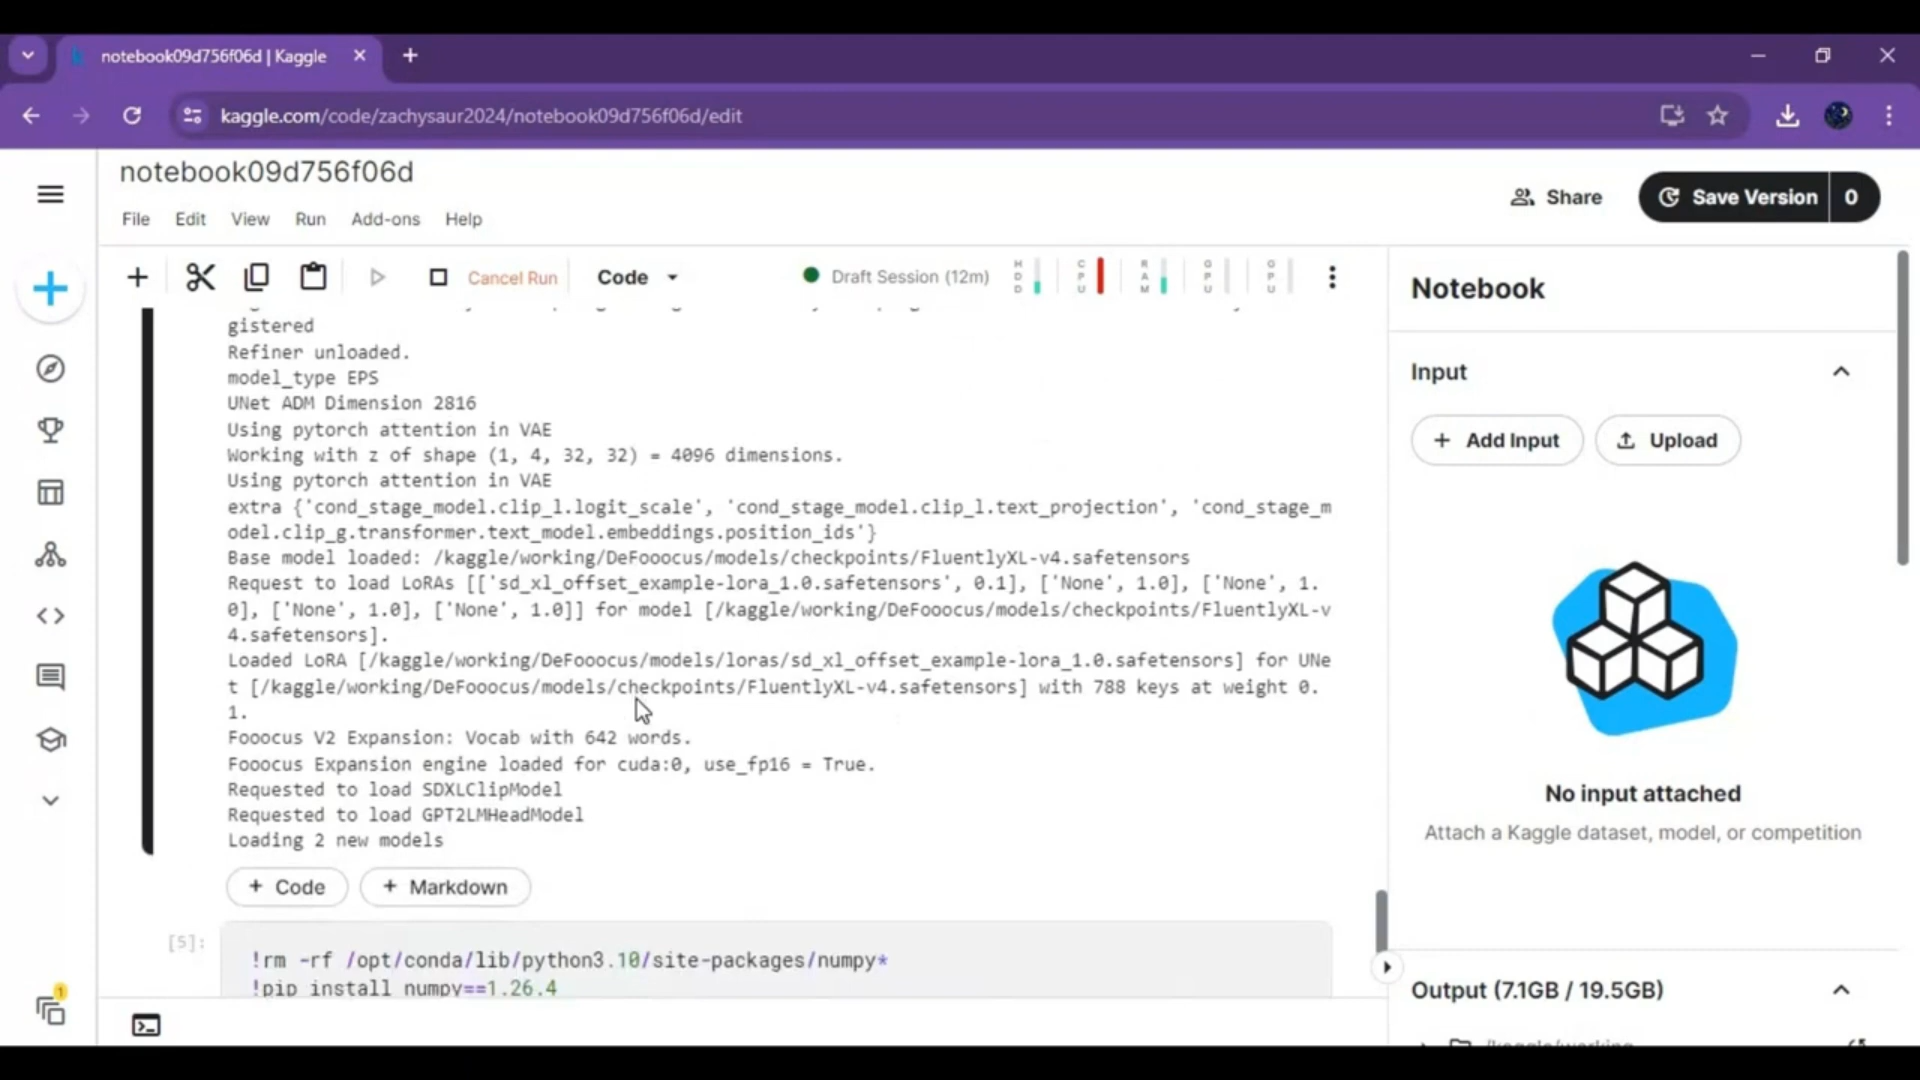 notebook09d756f06d | Kaggle
kaggle.com/code/zachysaur2024/notebook09d756f06d/edit
notebook09d756f06d
File Edit View Run Add-ons Help
Share
Save Version 0
Cancel Run
Code
Draft Session (12m)
HDD
CPU
RAM
GPU
GPU
gistered
Refiner unloaded.
model_type EPS
UNet ADM Dimension 2816
Using pytorch attention in VAE
Working with z of shape (1, 4, 32, 32) = 4096 dimensions.
Using pytorch attention in VAE
extra {'cond_stage_model.clip_l.logit_scale', 'cond_stage_model.clip_l.text_projection', 'cond_stage_m
odel.clip_g.transformer.text_model.embeddings.position_ids'}
Base model loaded: /kaggle/working/DeFooocus/models/checkpoints/FluentlyXL-v4.safetensors
Request to load LoRAs [['sd_xl_offset_example-lora_1.0.safetensors', 0.1], ['None', 1.0], ['None', 1.
0], ['None', 1.0], ['None', 1.0]] for model [/kaggle/working/DeFooocus/models/checkpoints/FluentlyXL-v
4.safetensors].
Loaded LoRA [/kaggle/working/DeFooocus/models/loras/sd_xl_offset_example-lora_1.0.safetensors] for UNe
t [/kaggle/working/DeFooocus/models/checkpoints/FluentlyXL-v4.safetensors] with 788 keys at weight 0.
1.
Fooocus V2 Expansion: Vocab with 642 words.
Fooocus Expansion engine loaded for cuda:0, use_fp16 = True.
Requested to load SDXLClipModel
Requested to load GPT2LMHeadModel
Loading 2 new models
+ Code + Markdown
[5]:
!rm -rf /opt/conda/lib/python3.10/site-packages/numpy*
!pip install numpy==1.26.4
1
Notebook
Input
+ Add Input
Upload
No input attached
Attach a Kaggle dataset, model, or competition
Output (7.1GB / 19.5GB)
/kaggle/working